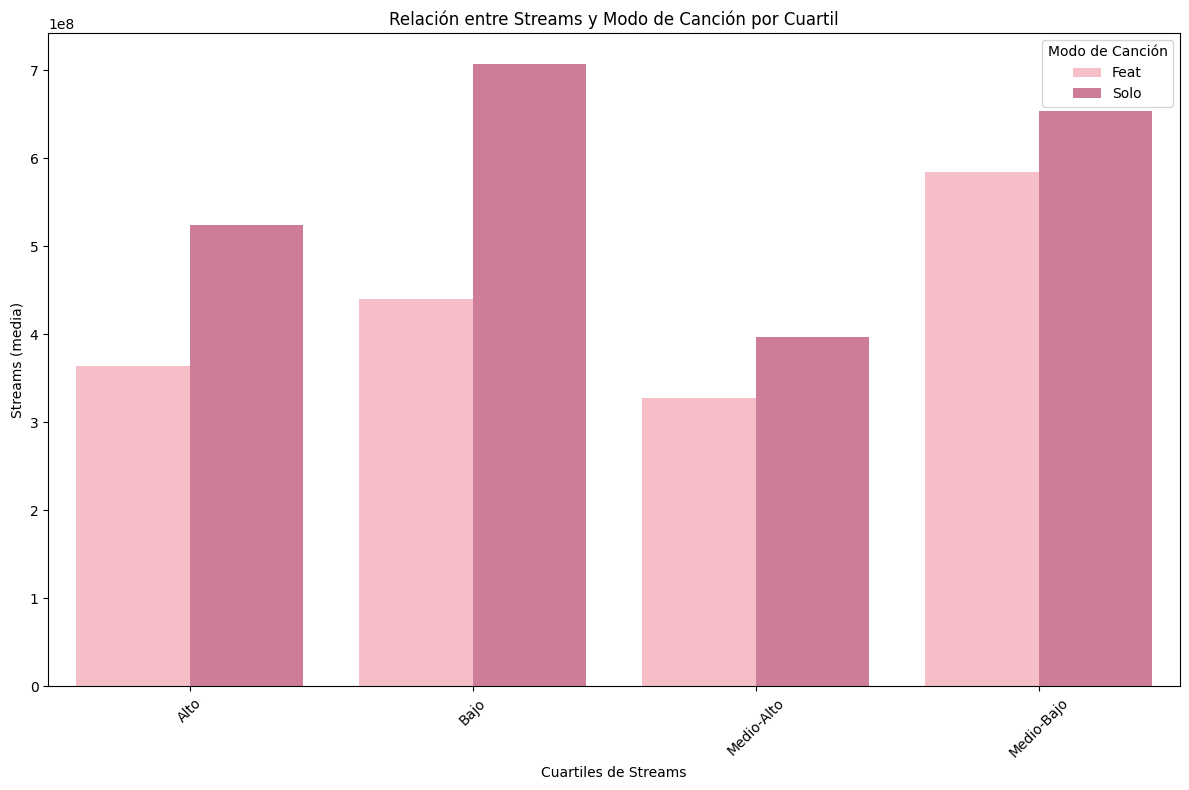 Relación entre Streams y Modo de Canción por Cuartil
1e8
Modo de Canción
Feat
Solo
7
6
5
4
3
2
1
0
Streams (media)
Alto
Bajo
Medio-Alto
Medio-Bajo
Cuartiles de Streams